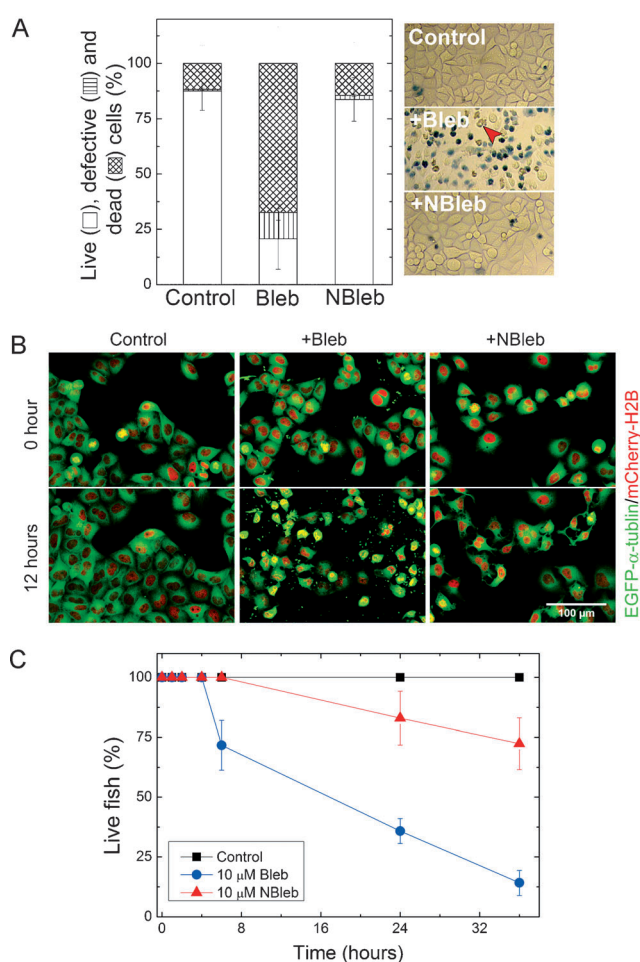 A
Live ( ), defective ( ) and
dead ( ) cells (%)
100
75
50
25
0
Control
Bleb
NBleb
Control
+Bleb
+NBleb
B
Control
+Bleb
+NBleb
0 hour
12 hours
100 µm
EGFP-α-tublin/mCherry-H2B
C
Live fish (%)
100
75
50
25
0
Control
10 µM Bleb
10 µM NBleb
0
8
16
24
32
Time (hours)